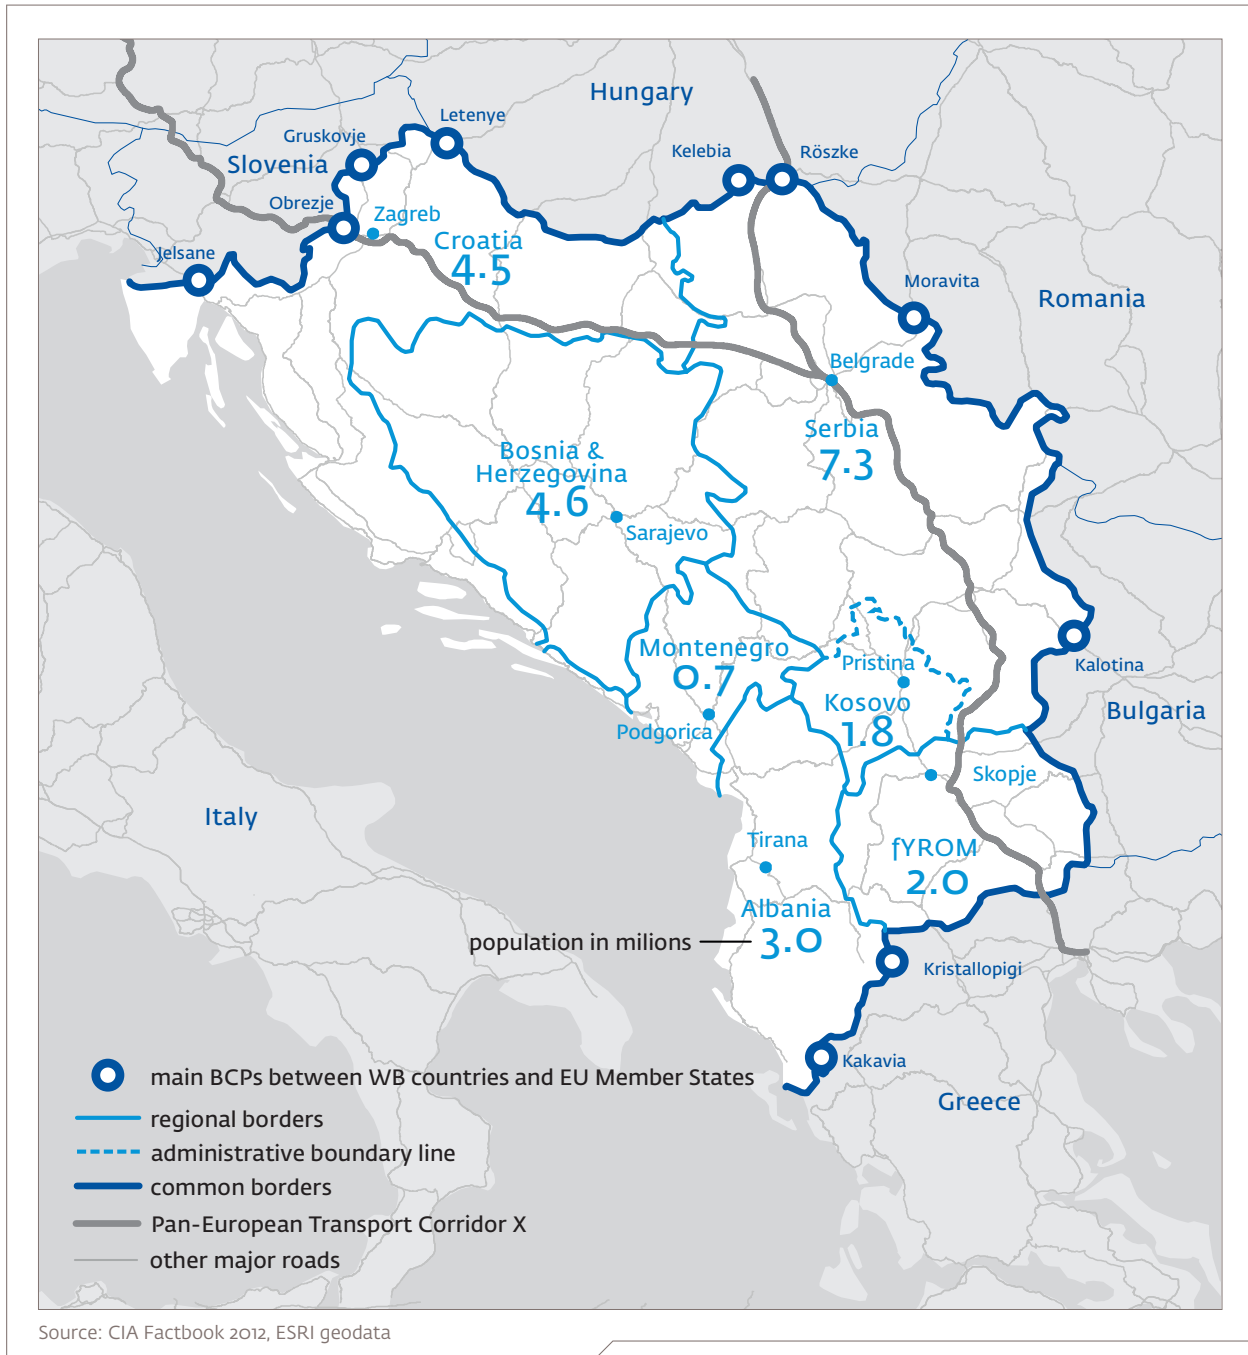 Hungary
Letenye
Gruskovje
Slovenia
Kelebia
Röszke
Obrezje
Zagreb
Croatia
4.5
Jelsane
Moravita
Romania
Belgrade
Serbia
7.3
Bosnia &
Herzegovina
4.6
Sarajevo
Montenegro
0.7
Pristina
Kosovo
1.8
Kalotina
Bulgaria
Podgorica
Skopje
Italy
Tirana
fYROM
2.0
Albania
3.0
population in milions
Kristallopigi
Kakavia
Greece
main BCPs between WB countries and EU Member States
regional borders
administrative boundary line
common borders
Pan-European Transport Corridor X
other major roads
Source: CIA Factbook 2012, ESRI geodata